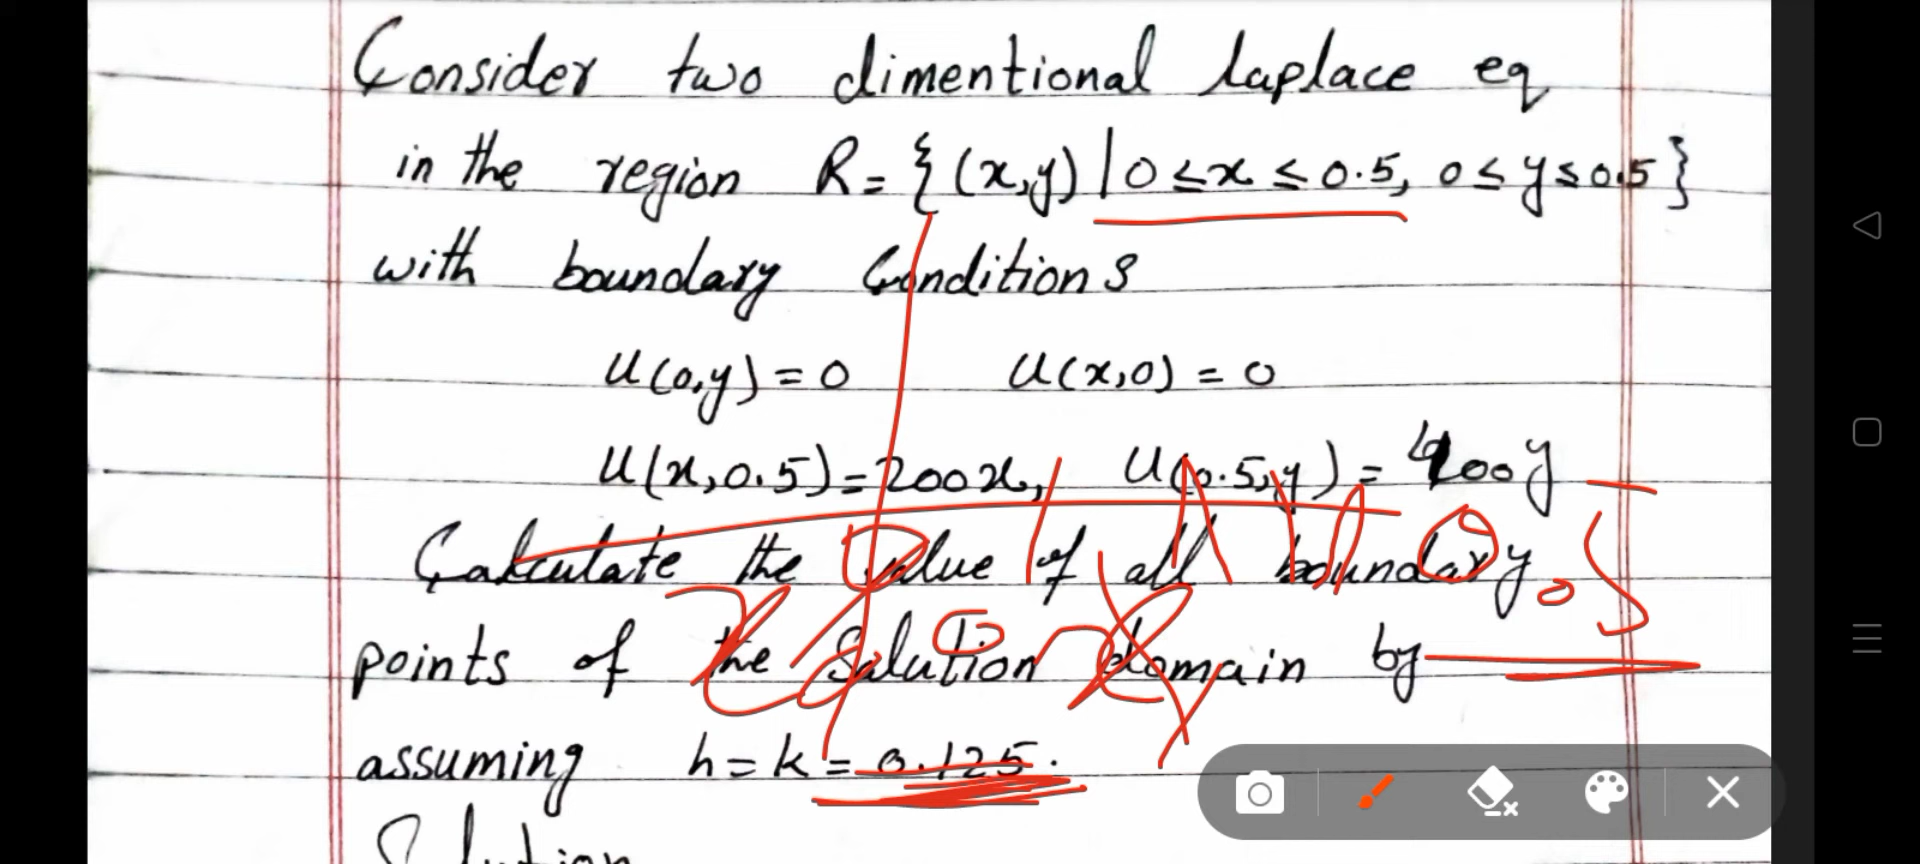 Consider two dimentional laplace eq
in the region R = {(x,y) | 0 ≤ x ≤ 0.5, 0 ≤ y ≤ 0.5}
with boundary Conditions
U(0,y) = 0 U(x,0) = 0
U(x,0.5) = 200x, U(0.5,y) = 400y
Calculate the value of all boundary
points of the Solution domain by
assuming h = k = 0.125.
Solution